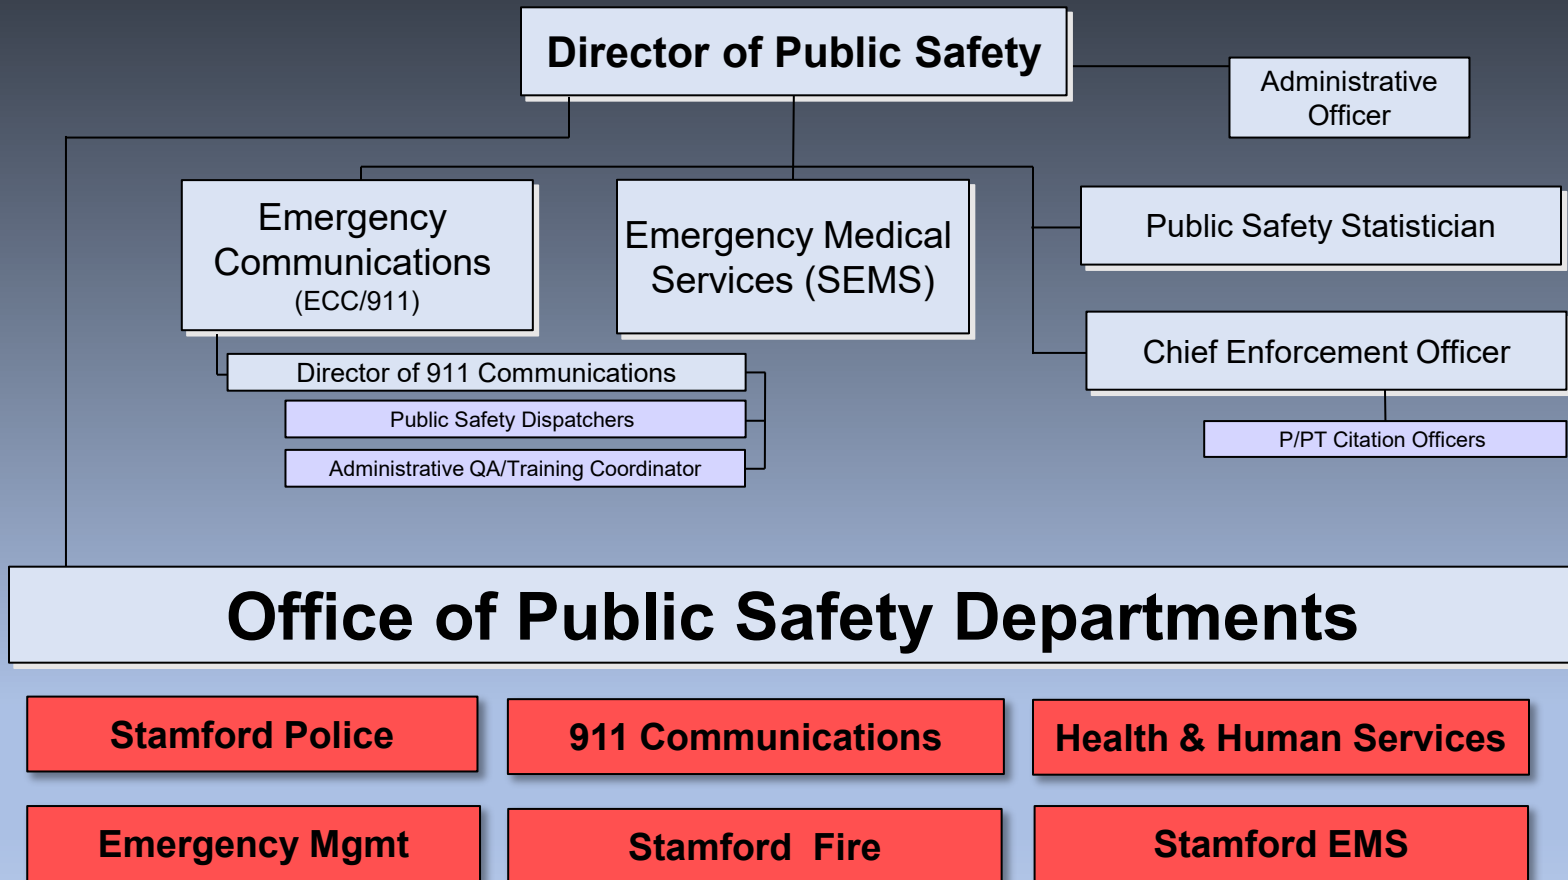 Director of Public Safety
Administrative
Officer
Emergency
Communications
(ECC/911)
Emergency Medical
Services (SEMS)
Public Safety Statistician
Chief Enforcement Officer
Director of 911 Communications
Public Safety Dispatchers
Administrative QA/Training Coordinator
P/PT Citation Officers
Office of Public Safety Departments
Stamford Police
911 Communications
Health & Human Services
Emergency Mgmt
Stamford Fire
Stamford EMS